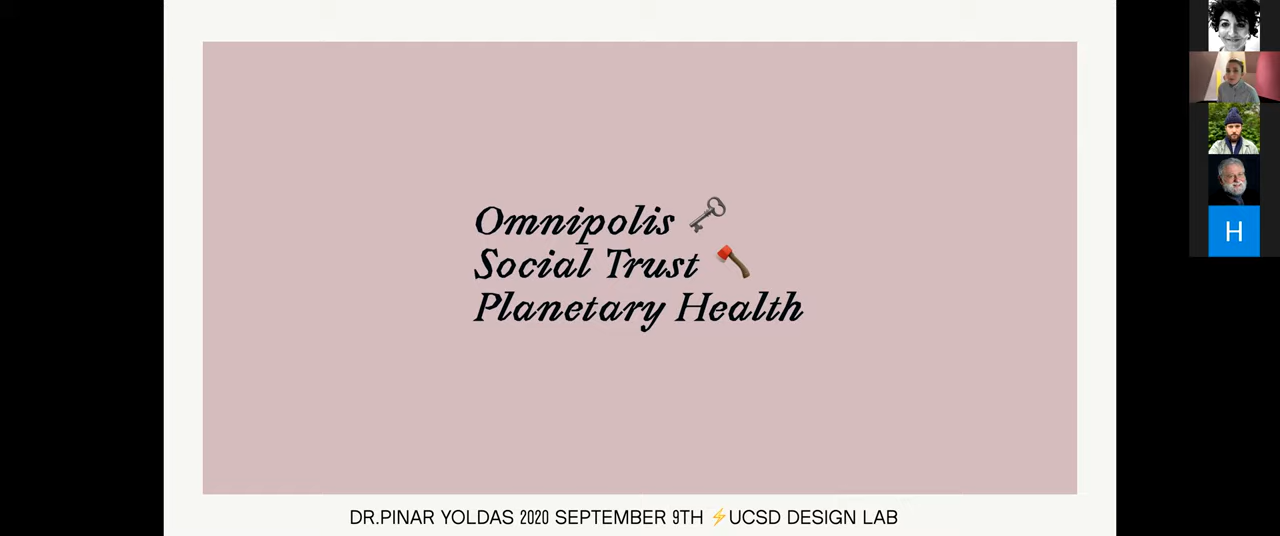 Omnipolis 🗝️
Social Trust 🪓
Planetary Health
DR.PINAR YOLDAS 2020 SEPTEMBER 9TH ⚡UCSD DESIGN LAB
H